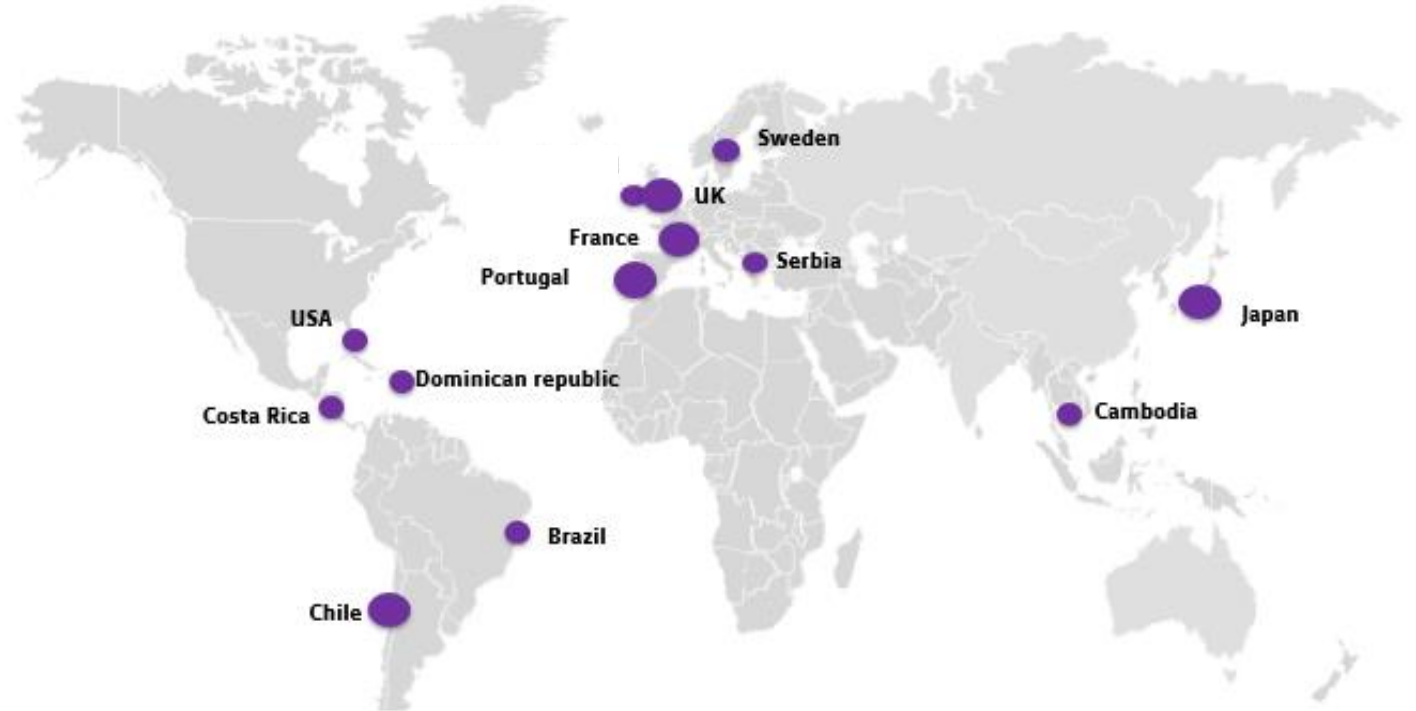 Sweden
UK
France
Serbia
Portugal
USA
Japan
Dominican republic
Costa Rica
Cambodia
Brazil
Chile